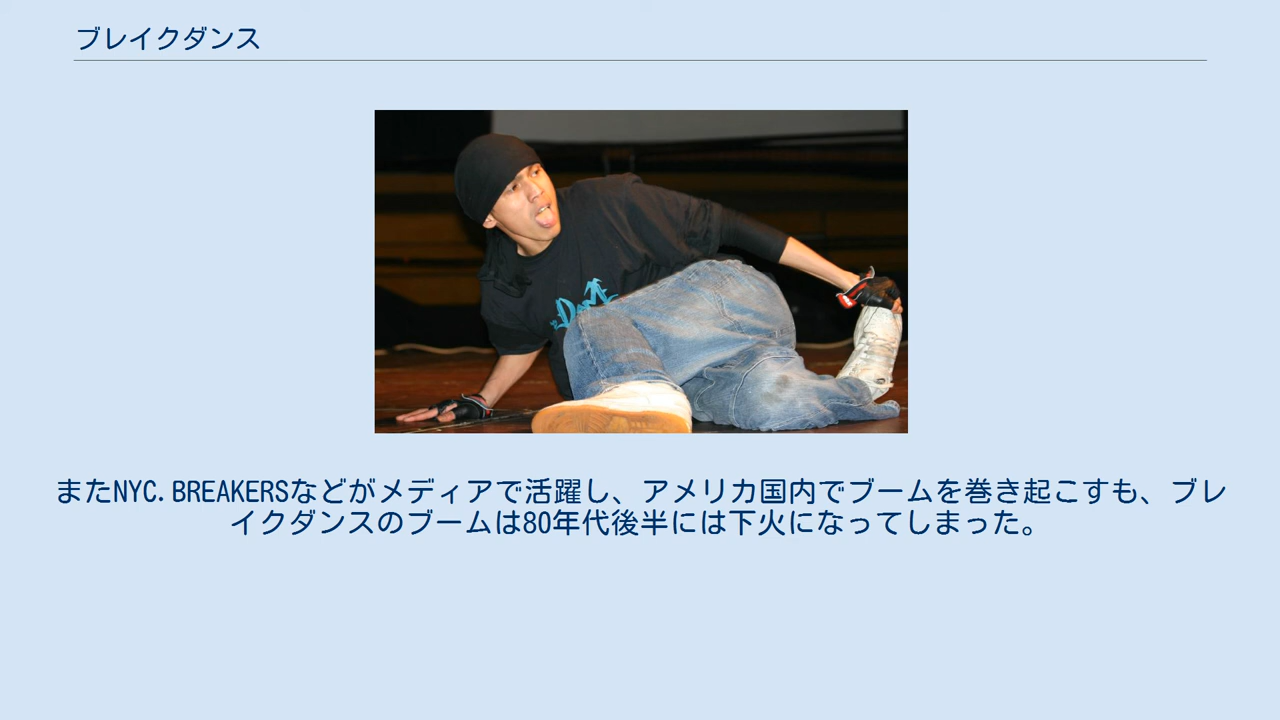 ブレイクダンス
またNYC.BREAKERSなどがメディアで活躍し、アメリカ国内でブームを巻き起こすも、ブレ
イクダンスのブームは80年代後半には下火になってしまった。